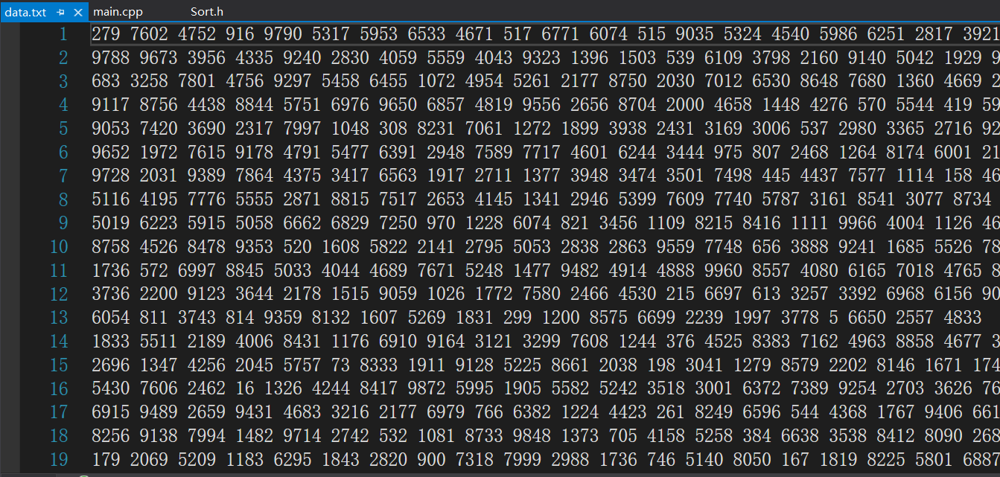 data.txt main.cpp Sort.h
1 279 7602 4752 916 9790 5317 5953 6533 4671 517 6771 6074 515 9035 5324 4540 5986 6251 2817 3921
2 9788 9673 3956 4335 9240 2830 4059 5559 4043 9323 1396 1503 539 6109 3798 2160 9140 5042 1929 9
3 683 3258 7801 4756 9297 5458 6455 1072 4954 5261 2177 8750 2030 7012 6530 8648 7680 1360 4669 2
4 9117 8756 4438 8844 5751 6976 9650 6857 4819 9556 2656 8704 2000 4658 1448 4276 570 5544 419 59
5 9053 7420 3690 2317 7997 1048 308 8231 7061 1272 1899 3938 2431 3169 3006 537 2980 3365 2716 92
6 9652 1972 7615 9178 4791 5477 6391 2948 7589 7717 4601 6244 3444 975 807 2468 1264 8174 6001 21
7 9728 2031 9389 7864 4375 3417 6563 1917 2711 1377 3948 3474 3501 7498 445 4437 7577 1114 158 46
8 5116 4195 7776 5555 2871 8815 7517 2653 4145 1341 2946 5399 7609 7740 5787 3161 8541 3077 8734
9 5019 6223 5915 5058 6662 6829 7250 970 1228 6074 821 3456 1109 8215 8416 1111 9966 4004 1126 46
10 8758 4526 8478 9353 520 1608 5822 2141 2795 5053 2838 2863 9559 7748 656 3888 9241 1685 5526 78
11 1736 572 6997 8845 5033 4044 4689 7671 5248 1477 9482 4914 4888 9960 8557 4080 6165 7018 4765 8
12 3736 2200 9123 3644 2178 1515 9059 1026 1772 7580 2466 4530 215 6697 613 3257 3392 6968 6156 90
13 6054 811 3743 814 9359 8132 1607 5269 1831 299 1200 8575 6699 2239 1997 3778 5 6650 2557 4833
14 1833 5511 2189 4006 8431 1176 6910 9164 3121 3299 7608 1244 376 4525 8383 7162 4963 8858 4677 3
15 2696 1347 4256 2045 5757 73 8333 1911 9128 5225 8661 2038 198 3041 1279 8579 2202 8146 1671 174
16 5430 7606 2462 16 1326 4244 8417 9872 5995 1905 5582 5242 3518 3001 6372 7389 9254 2703 3626 76
17 6915 9489 2659 9431 4683 3216 2177 6979 766 6382 1224 4423 261 8249 6596 544 4368 1767 9406 661
18 8256 9138 7994 1482 9714 2742 532 1081 8733 9848 1373 705 4158 5258 384 6638 3538 8412 8090 268
19 179 2069 5209 1183 6295 1843 2820 900 7318 7999 2988 1736 746 5140 8050 167 1819 8225 5801 6887